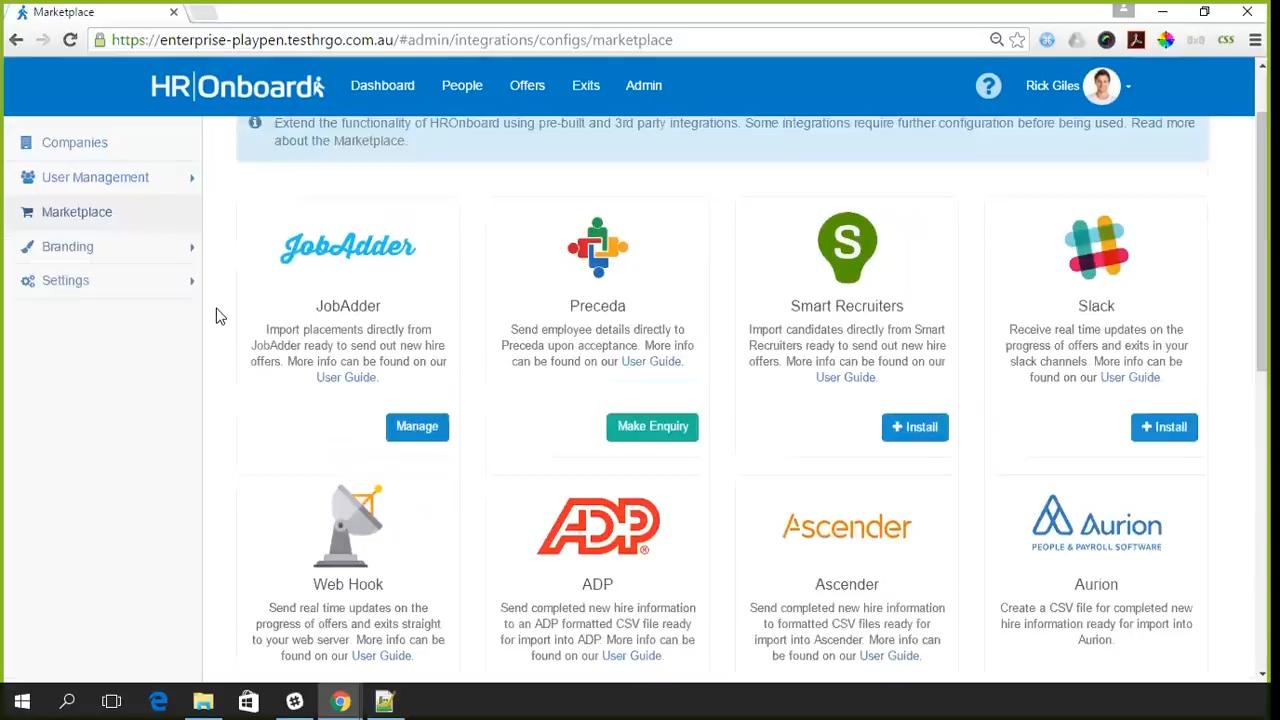 Marketplace
https://enterprise-playpen.testhrgo.com.au/#admin/integrations/configs/marketplace
CSS
HR|Onboard
Dashboard
People
Offers
Exits
Admin
?
Rick Giles
Companies
User Management
Marketplace
Branding
Settings
Extend the functionality of HROnboard using pre-built and 3rd party integrations. Some integrations require further configuration before being used. Read more
about the Marketplace.
JobAdder
JobAdder
Import placements directly from
JobAdder ready to send out new hire
offers. More info can be found on our
User Guide.
Manage
Preceda
Send employee details directly to
Preceda upon acceptance. More info
can be found on our User Guide.
Make Enquiry
S
Smart Recruiters
Import candidates directly from Smart
Recruiters ready to send out new hire
offers. More info can be found on our
User Guide.
+ Install
Slack
Receive real time updates on the
progress of offers and exits in your
slack channels. More info can be
found on our User Guide.
+ Install
Web Hook
Send real time updates on the
progress of offers and exits straight
to your web server. More info can be
found on our User Guide.
ADP
ADP
Send completed new hire information
to an ADP formatted CSV file ready
for import into ADP. More info can be
found on our User Guide.
Ascender
Ascender
Send completed new hire information
to formatted CSV files ready for
import into Ascender. More info can
be found on our User Guide.
Aurion
PEOPLE & PAYROLL SOFTWARE
Aurion
Create a CSV file for completed new
hire information ready for import into
Aurion.